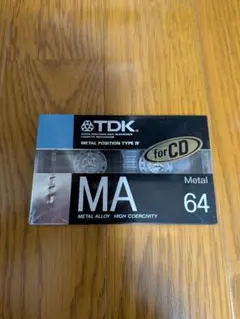 TDK
METAL POSITION TYPE IV
for CD
Metal
MA
64
METAL ALLOY HIGH COERCIVITY